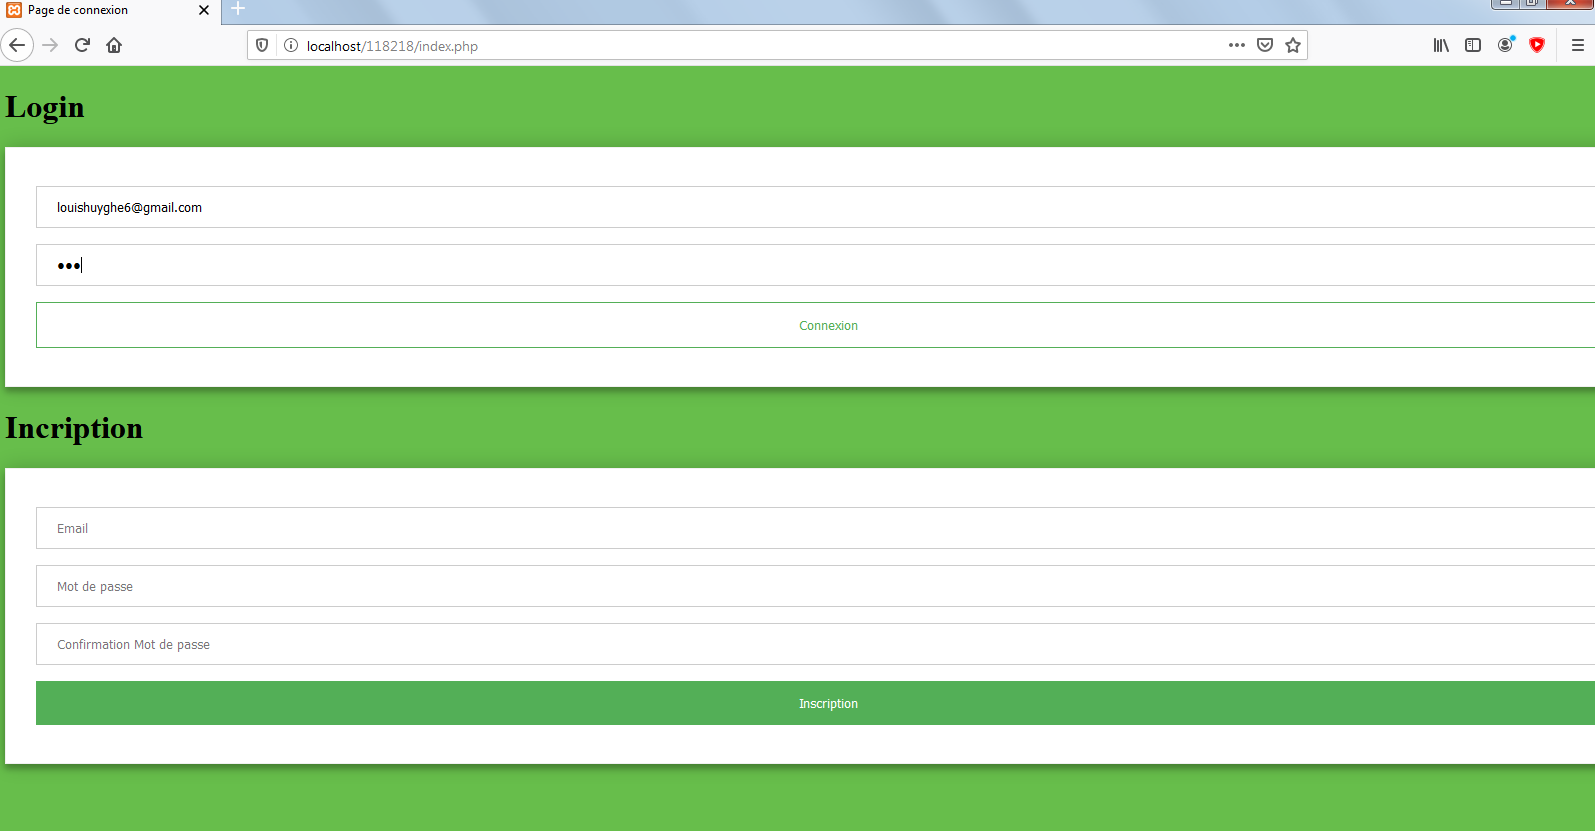 Page de connexion
localhost/118218/index.php
Login
louishuyghe6@gmail.com
•••
Connexion
Incription
Email
Mot de passe
Confirmation Mot de passe
Inscription